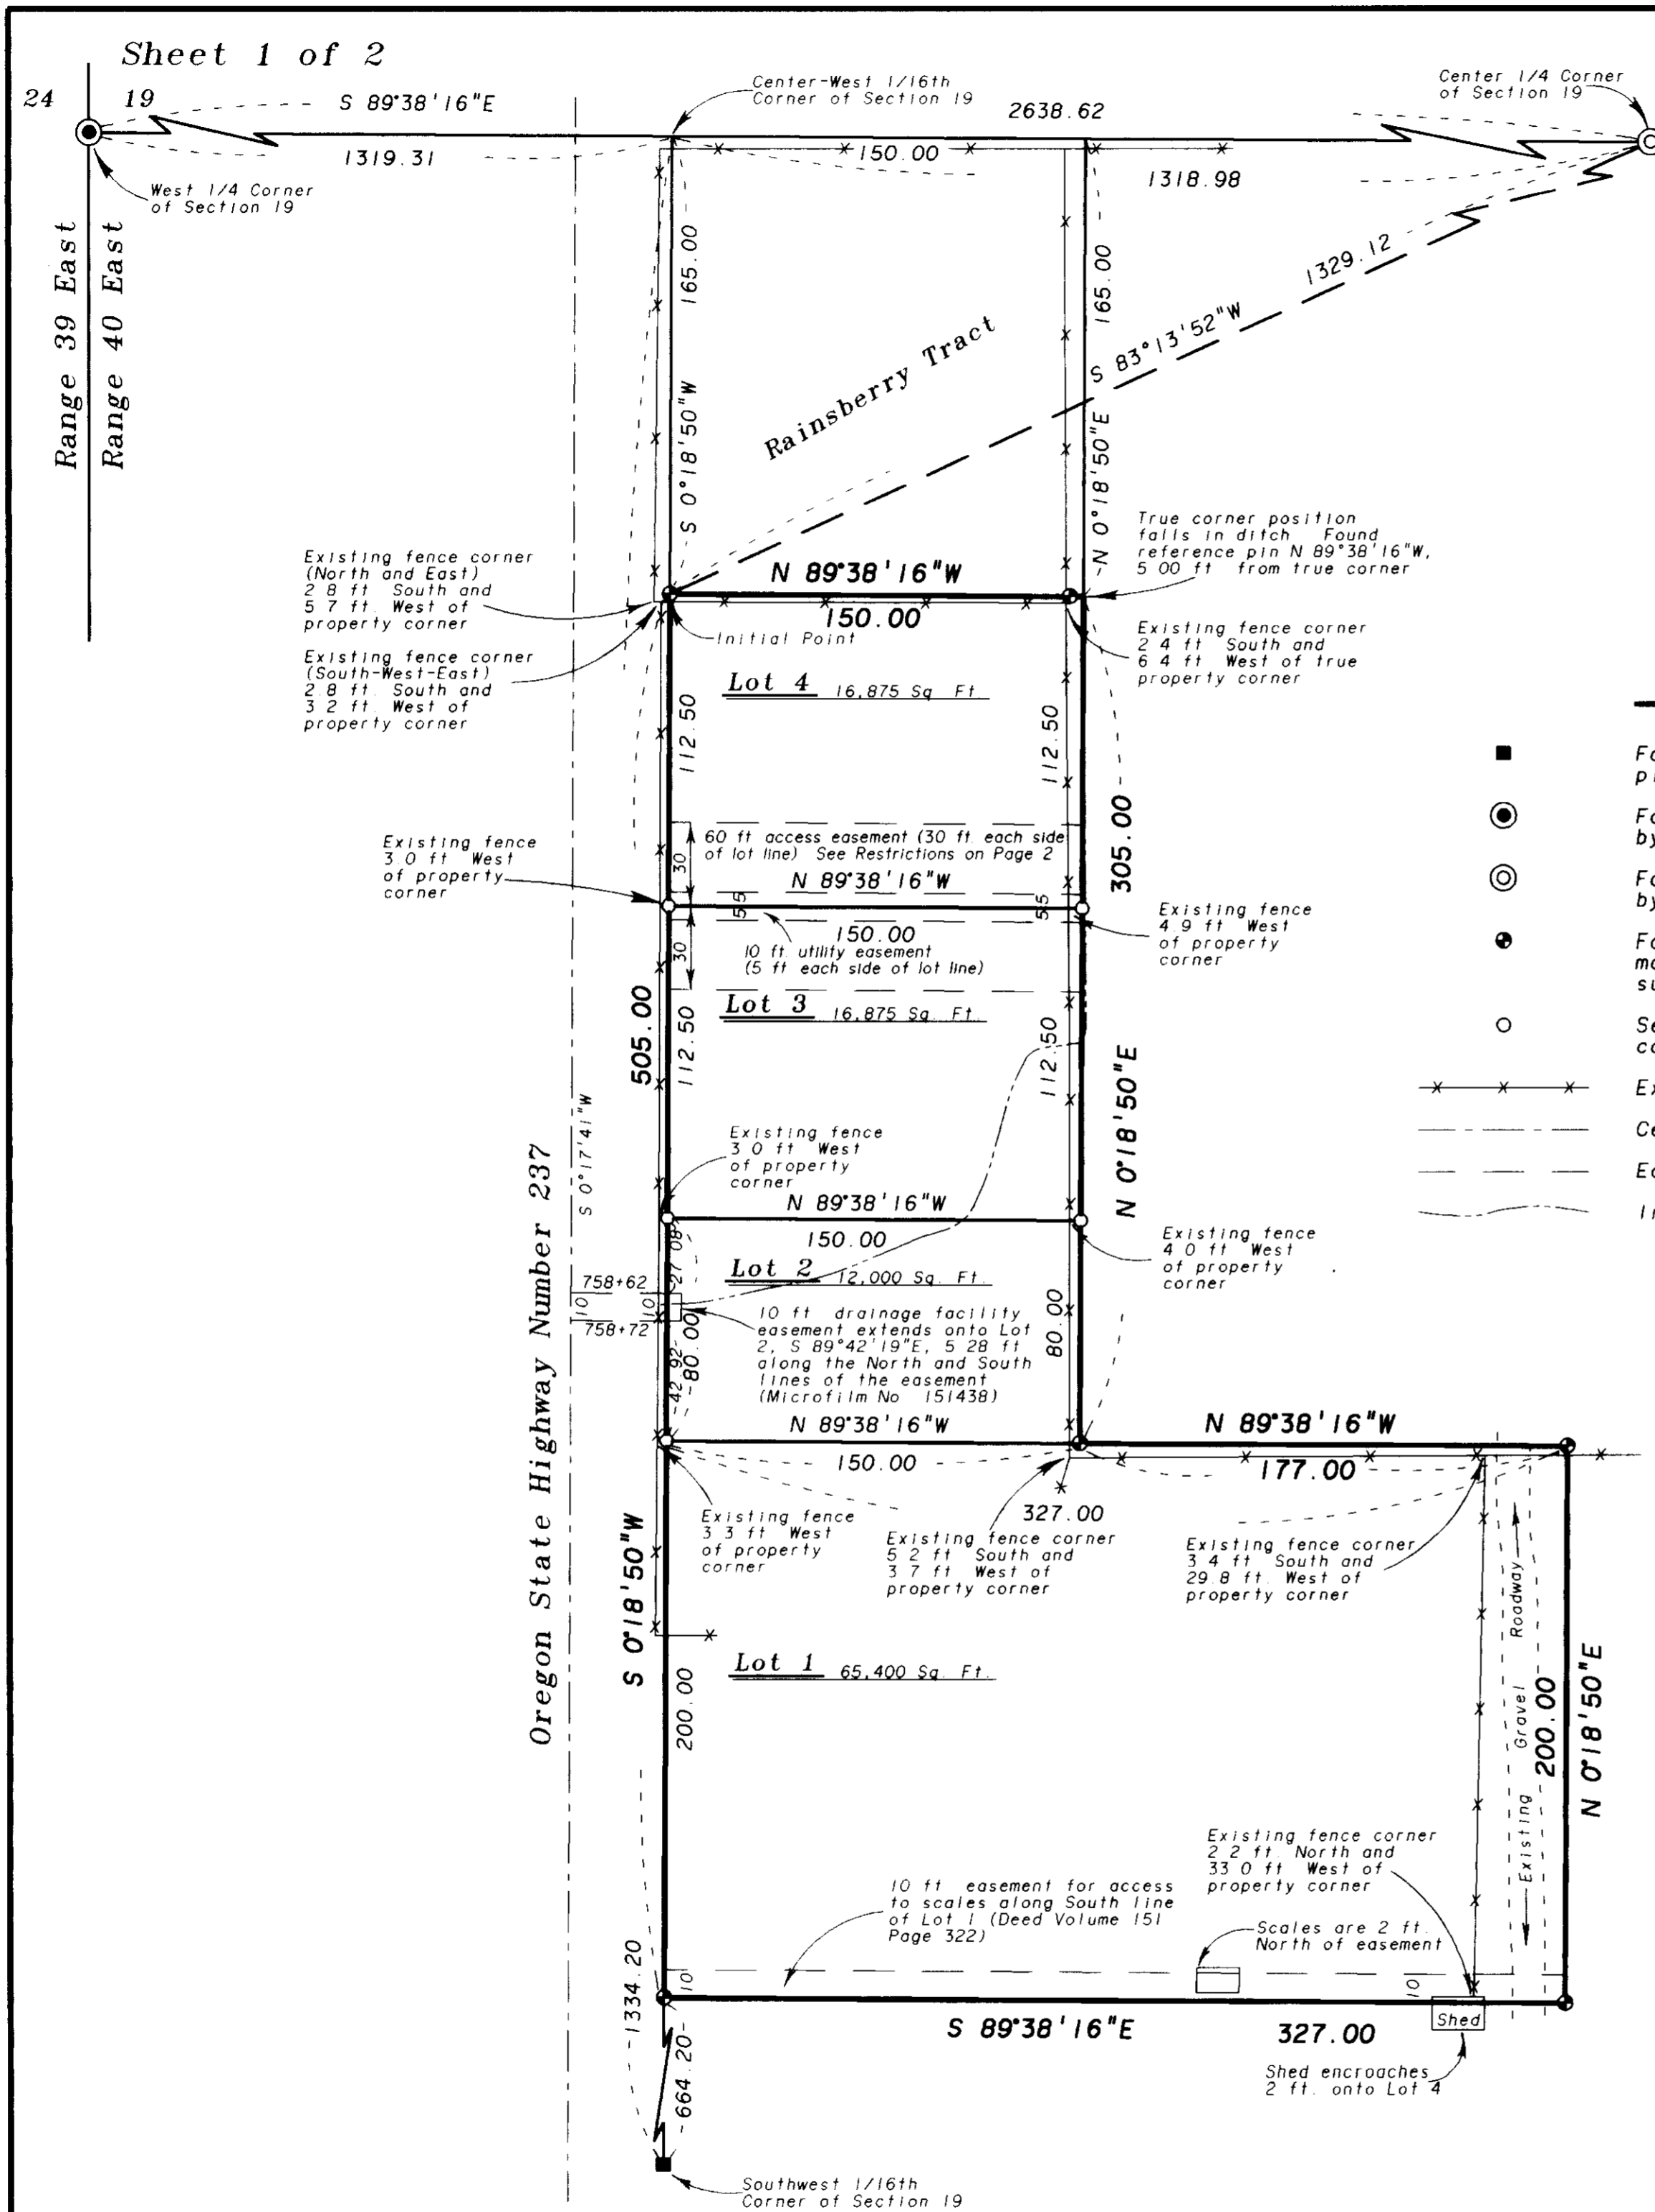 Sheet 1 of 2
24
19
S 89°38'16"E
Center-West 1/16th
Corner of Section 19
2638.62
Center 1/4 Corner
of Section 19
1319.31
150.00
1318.98
West 1/4 Corner
of Section 19
Range 39 East
Range 40 East
165.00
S 0°18'50"W
Rainsberry Tract
165.00
N 0°18'50"E
1329.12
S 83°13'52"W
True corner position
falls in ditch Found
reference pin N 89°38'16"W,
5 00 ft from true corner
Existing fence corner
(North and East)
2 8 ft South and
5 7 ft. West of
property corner
N 89°38'16"W
150.00
Initial Point
Existing fence corner
(South-West-East)
2.8 ft. South and
3 2 ft. West of
property corner
Existing fence corner
2 4 ft South and
6 4 ft West of true
property corner
Lot 4 16,875 Sq Ft.
112.50
112.50
305.00
60 ft access easement (30 ft. each side
of lot line) See Restrictions on Page 2
30
N 89°38'16"W
5 5
5 5
Existing fence
3.0 ft West
of property
corner
150.00
10 ft. utility easement
(5 ft each side of lot line)
30
Existing fence
4.9 ft West
of property
corner
Lot 3 16,875 Sq. Ft.
505.00
112.50
112.50
N 0°18'50"E
S 0°17'41"W
Oregon State Highway Number 237
Existing fence
3 0 ft West
of property
corner
N 89°38'16"W
150.00
Existing fence
4 0 ft West
of property
corner
Lot 2 12,000 Sq. Ft.
27 08
758+62
10
10
758+72
80.00
42 92
80.00
10 ft drainage facility
easement extends onto Lot
2, S 89°42'19"E, 5 28 ft
along the North and South
lines of the easement
(Microfilm No 151438)
N 89°38'16"W
150.00
N 89°38'16"W
177.00
327.00
Existing fence
3 3 ft West
of property
corner
Existing fence corner
5 2 ft South and
3 7 ft West of
property corner
Existing fence corner
3 4 ft South and
29 8 ft. West of
property corner
S 0°18'50"W
Lot 1 65,400 Sq. Ft.
200.00
Existing Gravel Roadway
200.00
N 0°18'50"E
Existing fence corner
2 2 ft. North and
33 0 ft West of
property corner
10 ft easement for access
to scales along South line
of Lot 1 (Deed Volume 151
Page 322)
Scales are 2 ft.
North of easement
10
10
1334.20
S 89°38'16"E
327.00
Shed
Shed encroaches
2 ft. onto Lot 4
664.20
Southwest 1/16th
Corner of Section 19